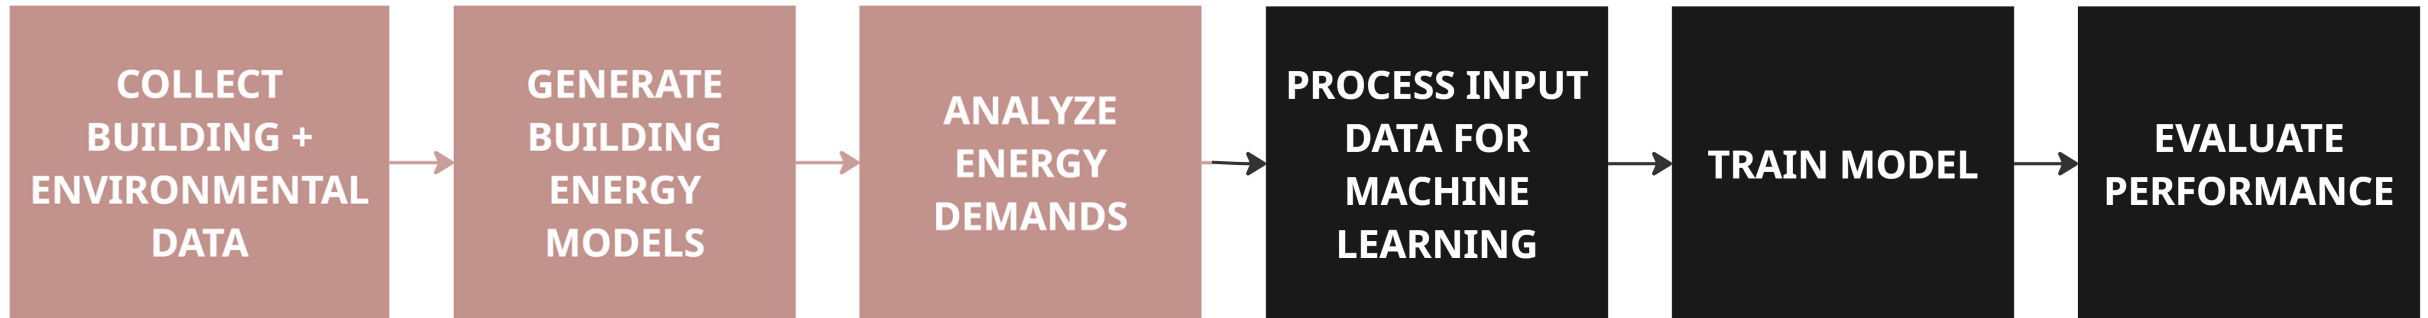 COLLECT
BUILDING +
ENVIRONMENTAL
DATA
GENERATE
BUILDING
ENERGY
MODELS
ANALYZE
ENERGY
DEMANDS
PROCESS INPUT
DATA FOR
MACHINE
LEARNING
TRAIN MODEL
EVALUATE
PERFORMANCE